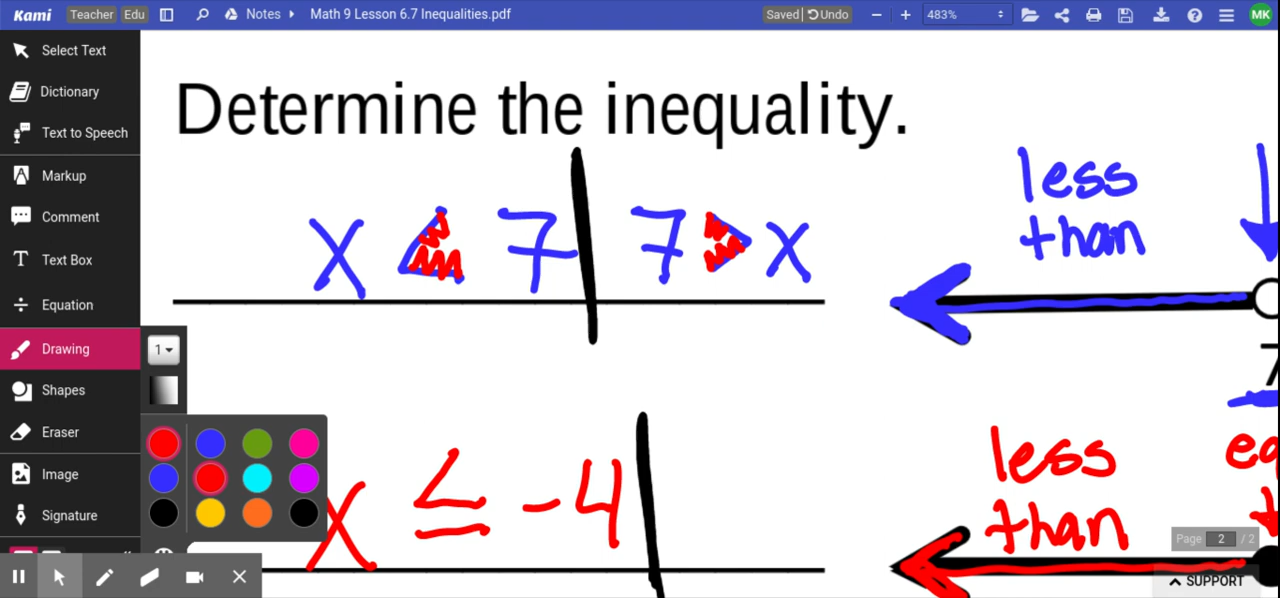 Kami Teacher Edu Notes Math 9 Lesson 6.7 Inequalities.pdf Saved Undo 483% MK
Select Text
Dictionary
Text to Speech
Markup
Comment
Text Box
Equation
Drawing
Shapes
Eraser
Image
Signature
1
Determine the inequality.
x < 7 7 > x
less
than
7
x ≤ -4
less
than
Page 2 / 2
SUPPORT